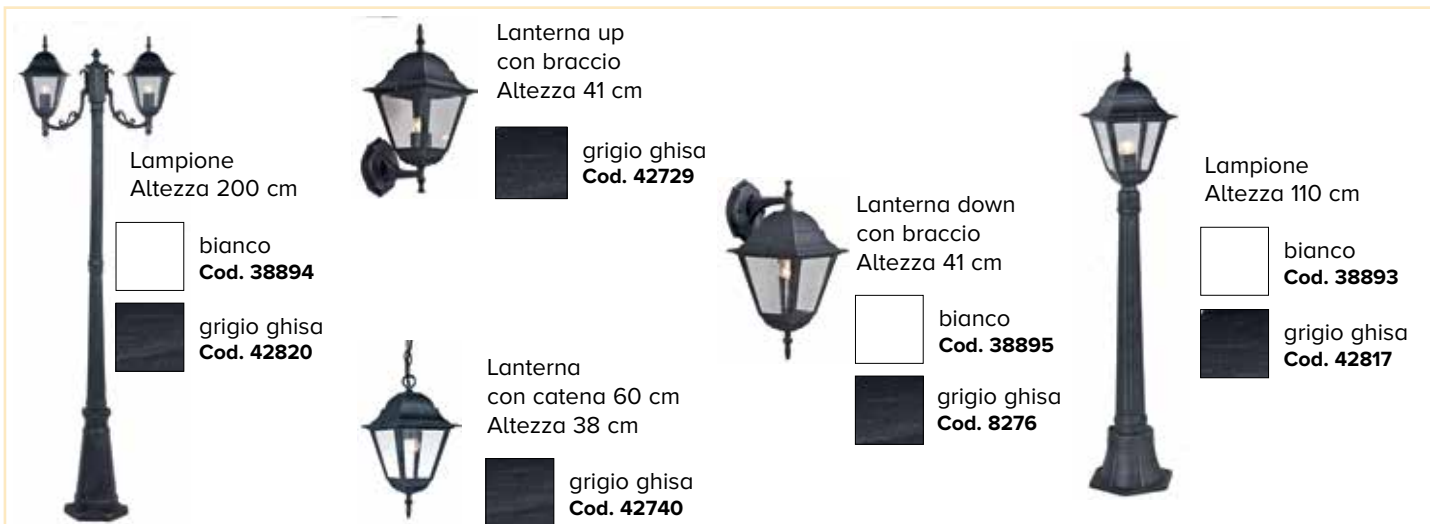 Lampione
Altezza 200 cm
bianco
Cod. 38894
grigio ghisa
Cod. 42820
Lanterna up
con braccio
Altezza 41 cm
grigio ghisa
Cod. 42729
Lanterna
con catena 60 cm
Altezza 38 cm
grigio ghisa
Cod. 42740
Lanterna down
con braccio
Altezza 41 cm
bianco
Cod. 38895
grigio ghisa
Cod. 8276
Lampione
Altezza 110 cm
bianco
Cod. 38893
grigio ghisa
Cod. 42817